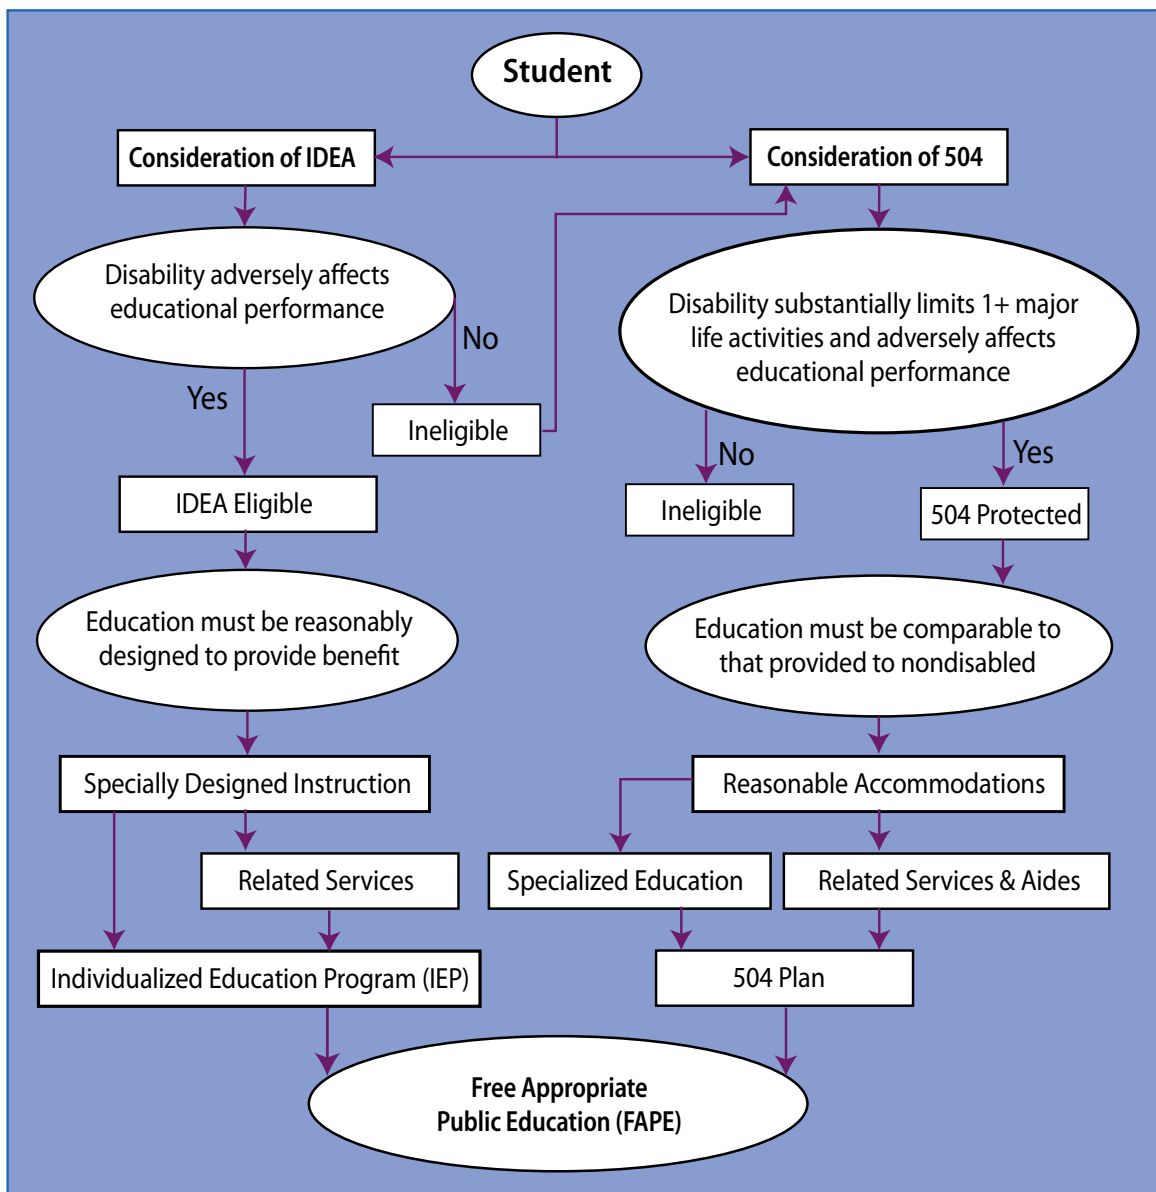 Student
Consideration of IDEA
Consideration of 504
Disability adversely affects
educational performance
Disability substantially limits 1+ major
life activities and adversely affects
educational performance
No
Yes
Ineligible
No
Yes
IDEA Eligible
Ineligible
504 Protected
Education must be reasonably
designed to provide benefit
Education must be comparable to
that provided to nondisabled
Specially Designed Instruction
Reasonable Accommodations
Related Services
Specialized Education
Related Services & Aides
Individualized Education Program (IEP)
504 Plan
Free Appropriate
Public Education (FAPE)